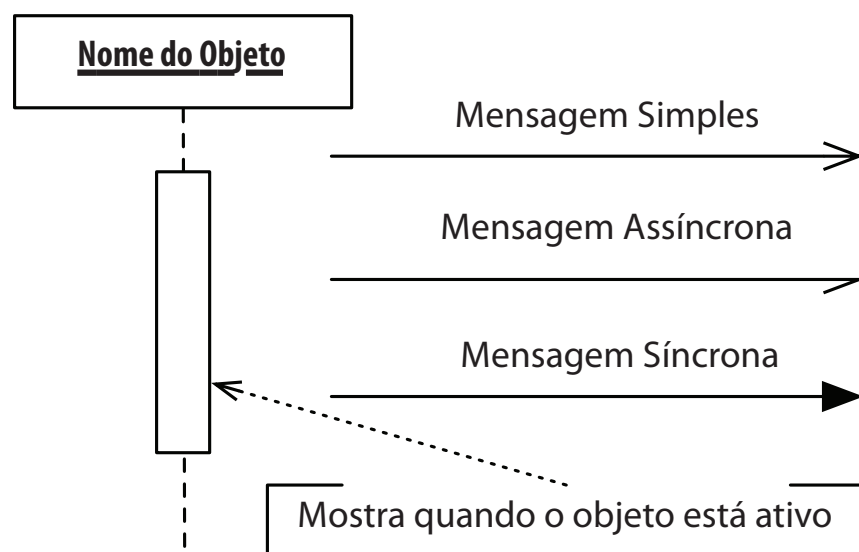 Nome do Objeto
Mensagem Simples
Mensagem Assíncrona
Mensagem Síncrona
Mostra quando o objeto está ativo